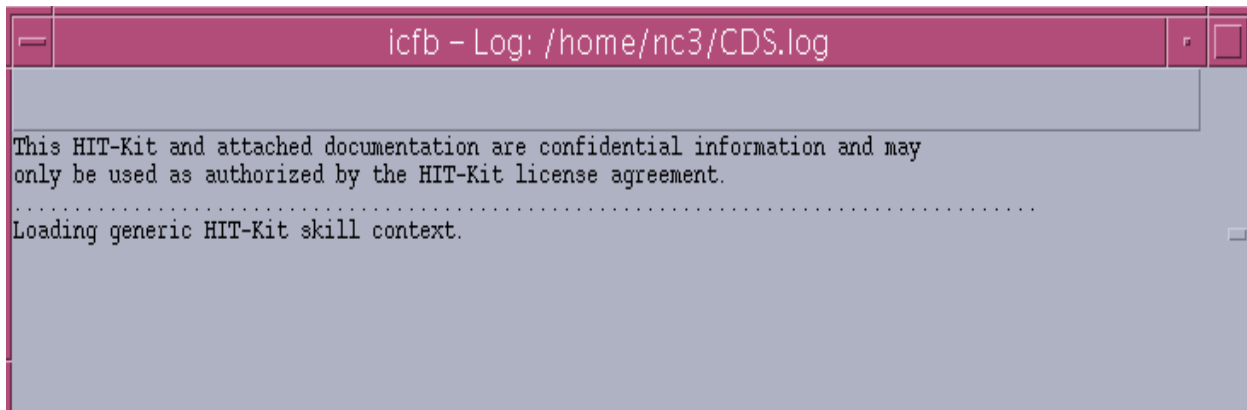 icfb – Log: /home/nc3/CDS.log
This HIT-Kit and attached documentation are confidential information and may
only be used as authorized by the HIT-Kit license agreement.
.....................................................................................
Loading generic HIT-Kit skill context.